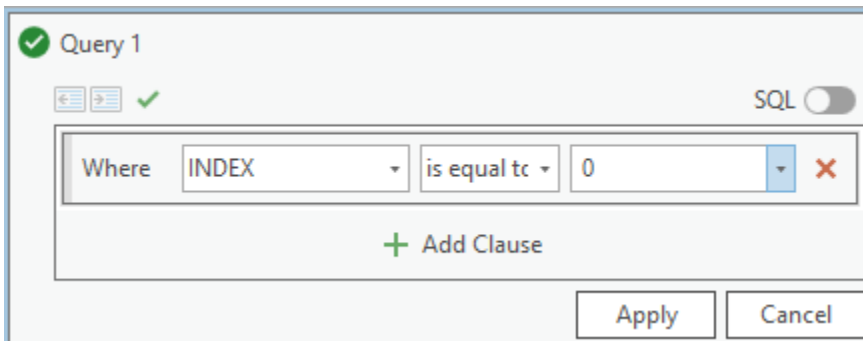 Query 1
SQL
Where INDEX is equal tc 0
Add Clause
Apply Cancel